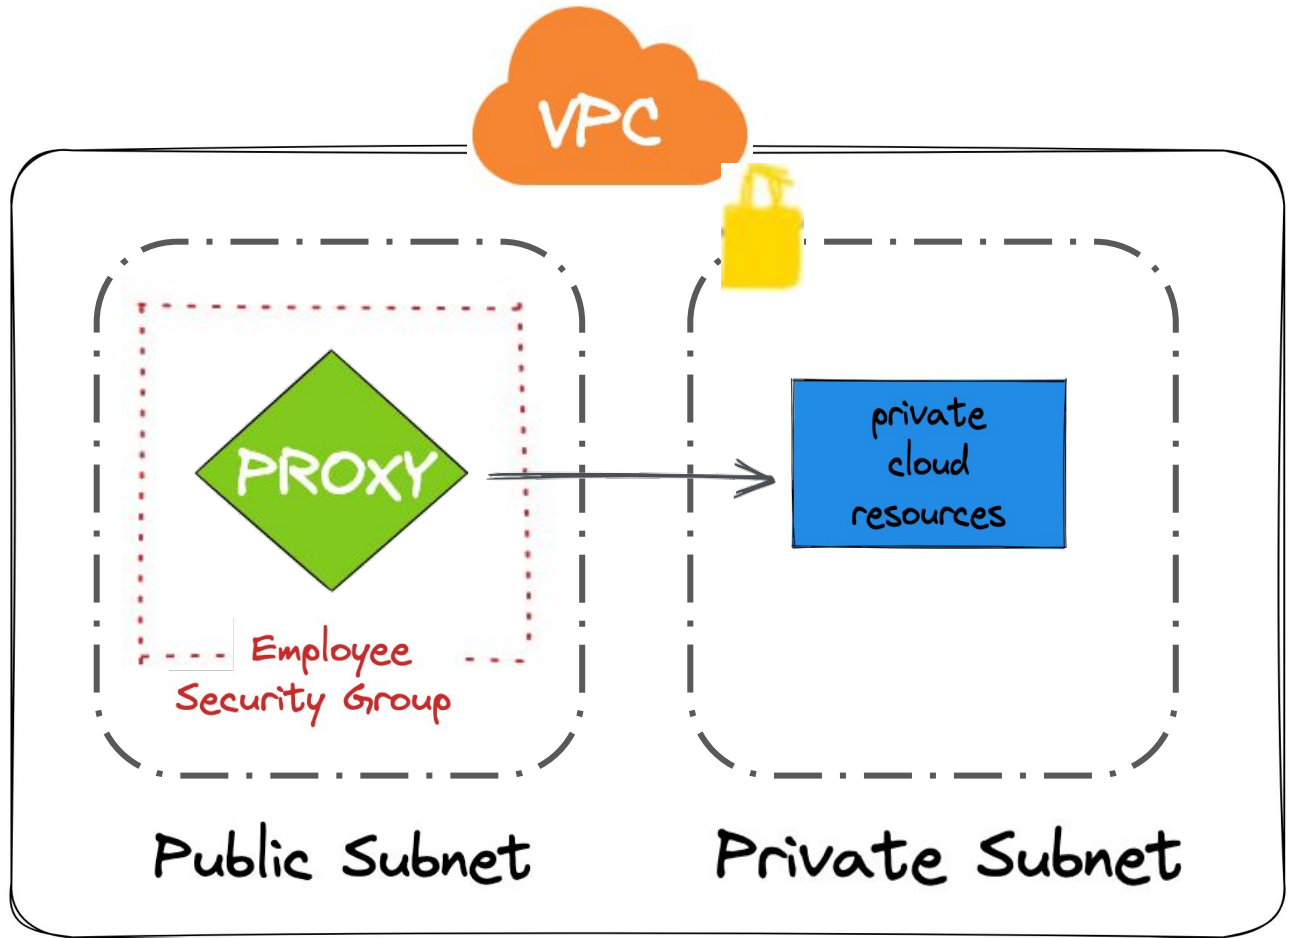 VPC
PROXY
Employee
Security Group
private
cloud
resources
Public Subnet
Private Subnet